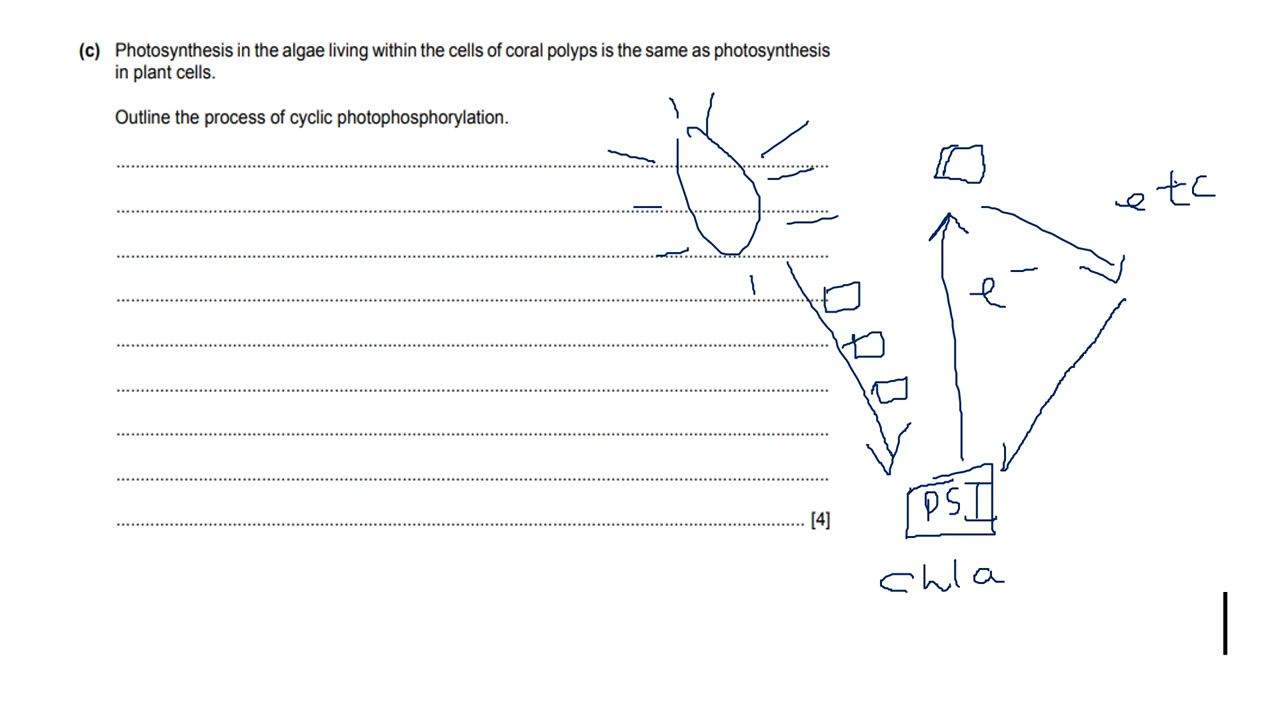 (c) Photosynthesis in the algae living within the cells of coral polyps is the same as photosynthesis
in plant cells.
Outline the process of cyclic photophosphorylation.
etc
e-
[4]
PSI
chl a